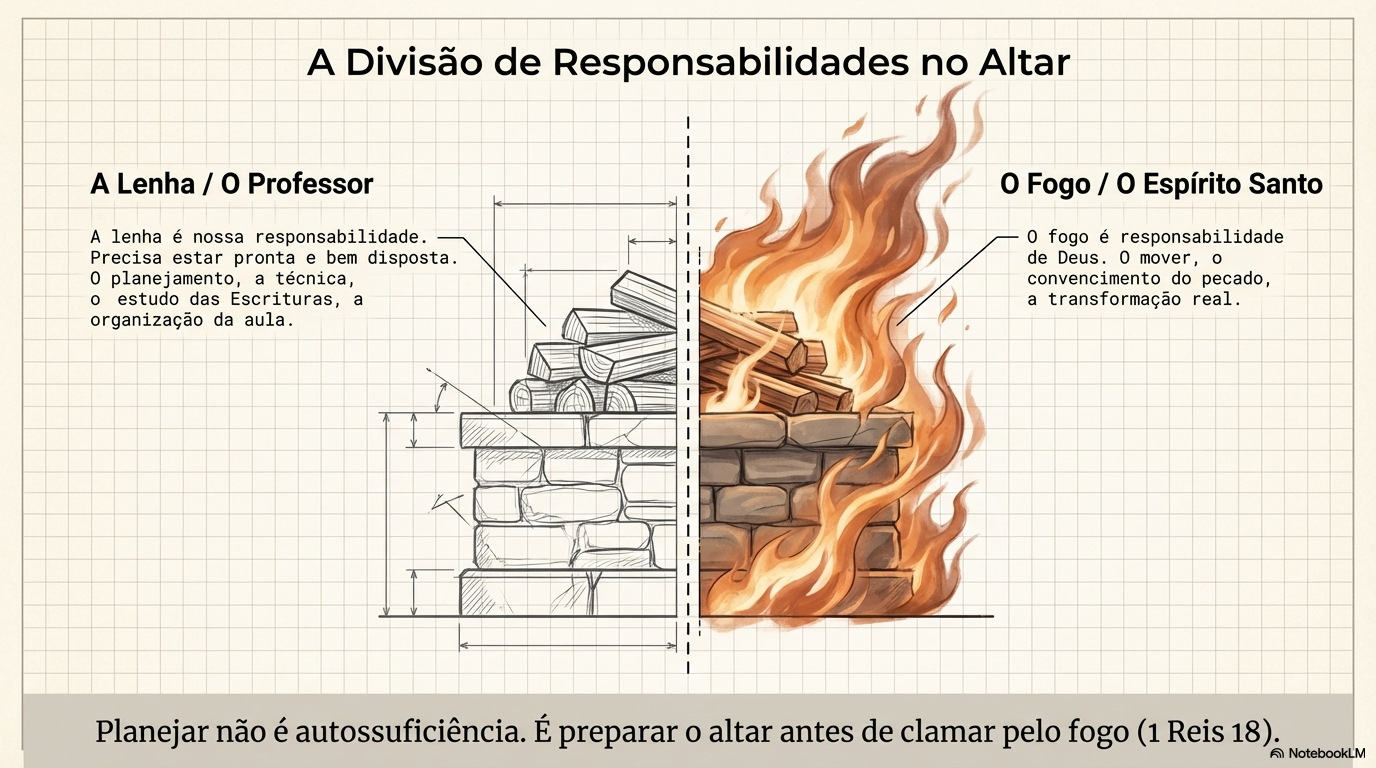 A Divisão de Responsabilidades no Altar
A Lenha / O Professor
A lenha é nossa responsabilidade.
Precisa estar pronta e bem disposta.
O planejamento, a técnica,
o estudo das Escrituras, a
organização da aula.
O Fogo / O Espírito Santo
O fogo é responsabilidade
de Deus. O mover, o
convencimento do pecado,
a transformação real.
Planejar não é autossuficiência. É preparar o altar antes de clamar pelo fogo (1 Reis 18).
NotebookLM